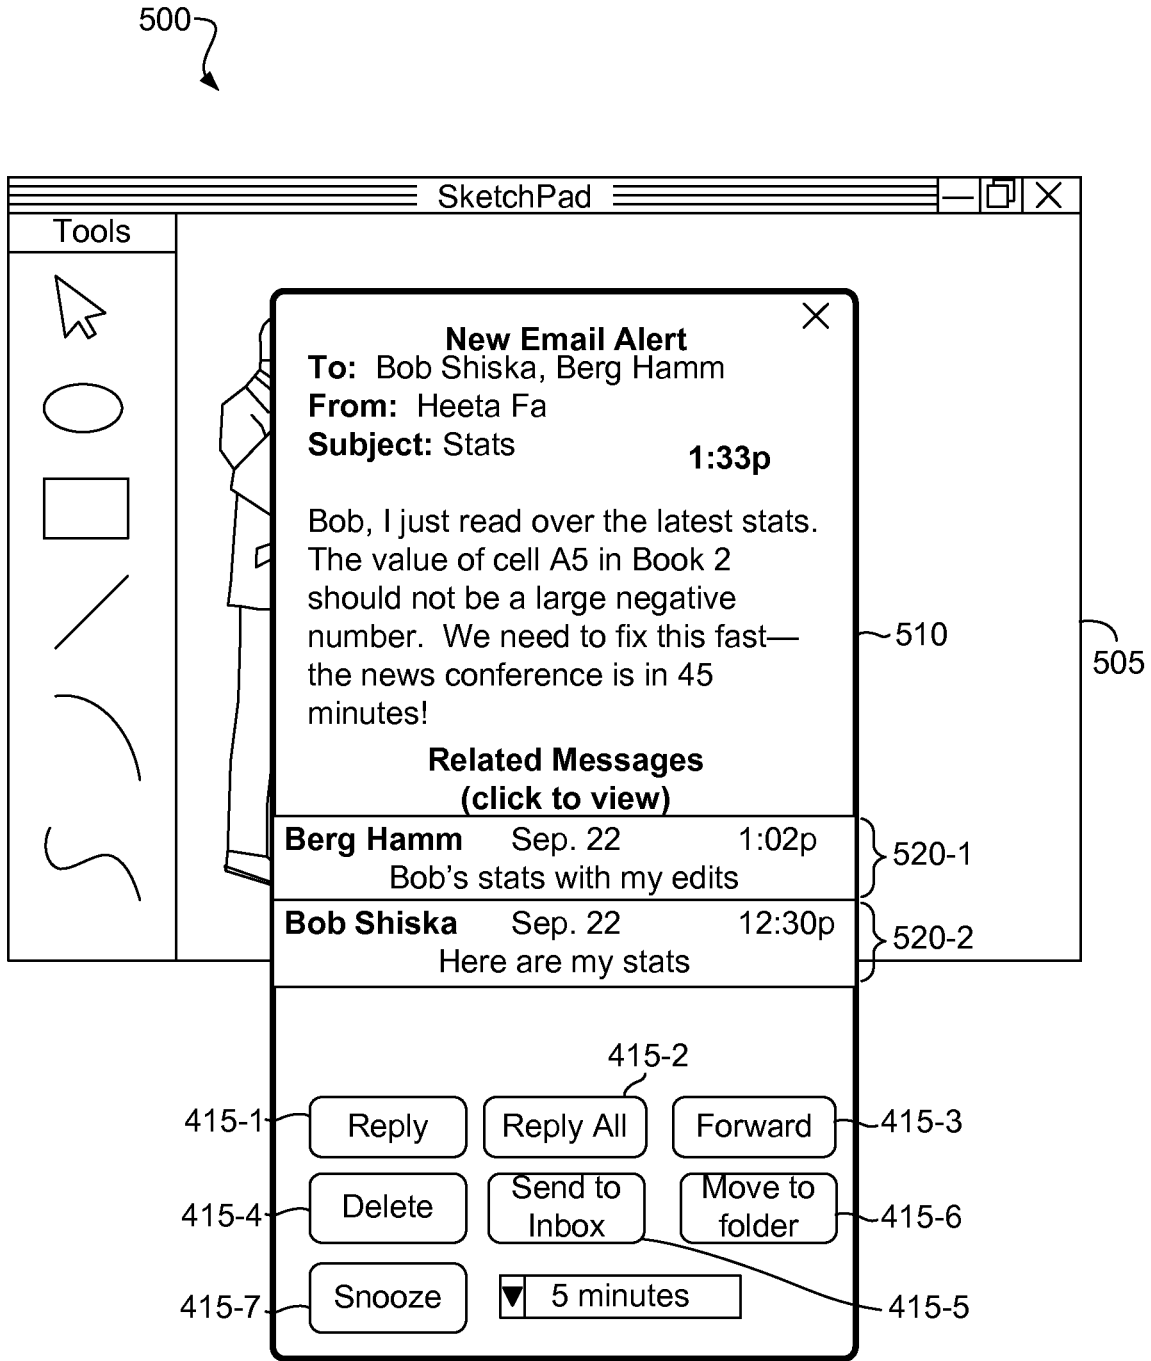 500
SketchPad
Tools
New Email Alert
To: Bob Shiska, Berg Hamm
From: Heeta Fa
Subject: Stats
1:33p
Bob, I just read over the latest stats.
The value of cell A5 in Book 2
should not be a large negative
number. We need to fix this fast—
the news conference is in 45
minutes!
510
505
Related Messages
(click to view)
Berg Hamm Sep. 22 1:02p
Bob's stats with my edits
520-1
Bob Shiska Sep. 22 12:30p
Here are my stats
520-2
415-2
415-1 Reply Reply All Forward 415-3
415-4 Delete Send to
Inbox Move to
folder 415-6
415-7 Snooze 5 minutes 415-5